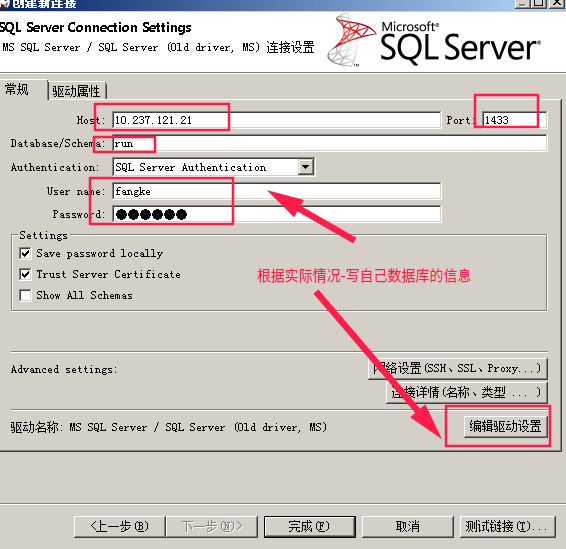 创建新连接
SQL Server Connection Settings
MS SQL Server / SQL Server (Old driver, MS) 连接设置
Microsoft®
SQL Server®
常规
驱动属性
Host: 10.237.121.21 Port: 1433
Database/Schema: run
Authentication: SQL Server Authentication
User name: fangke
Password: ●●●●●●
Settings
Save password locally
Trust Server Certificate
Show All Schemas
根据实际情况-写自己数据库的信息
Advanced settings:
网络设置(SSH、SSL、Proxy...)
连接详情(名称、类型 ... )
驱动名称: MS SQL Server / SQL Server (Old driver, MS)
编辑驱动设置
<上一步(B)
下一步(N)>
完成(F)
取消
测试链接(T)...